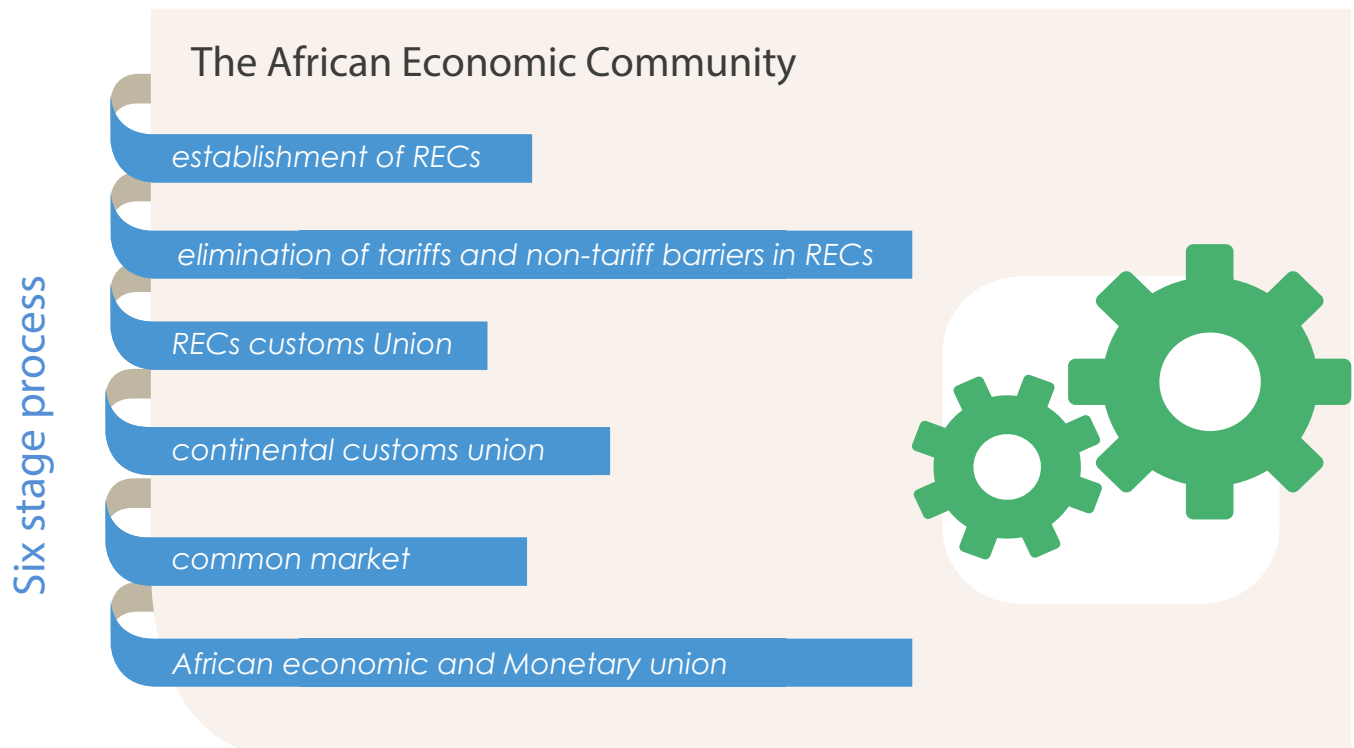 The African Economic Community
establishment of RECs
elimination of tariffs and non-tariff barriers in RECs
RECs customs Union
continental customs union
common market
African economic and Monetary union
Six stage process